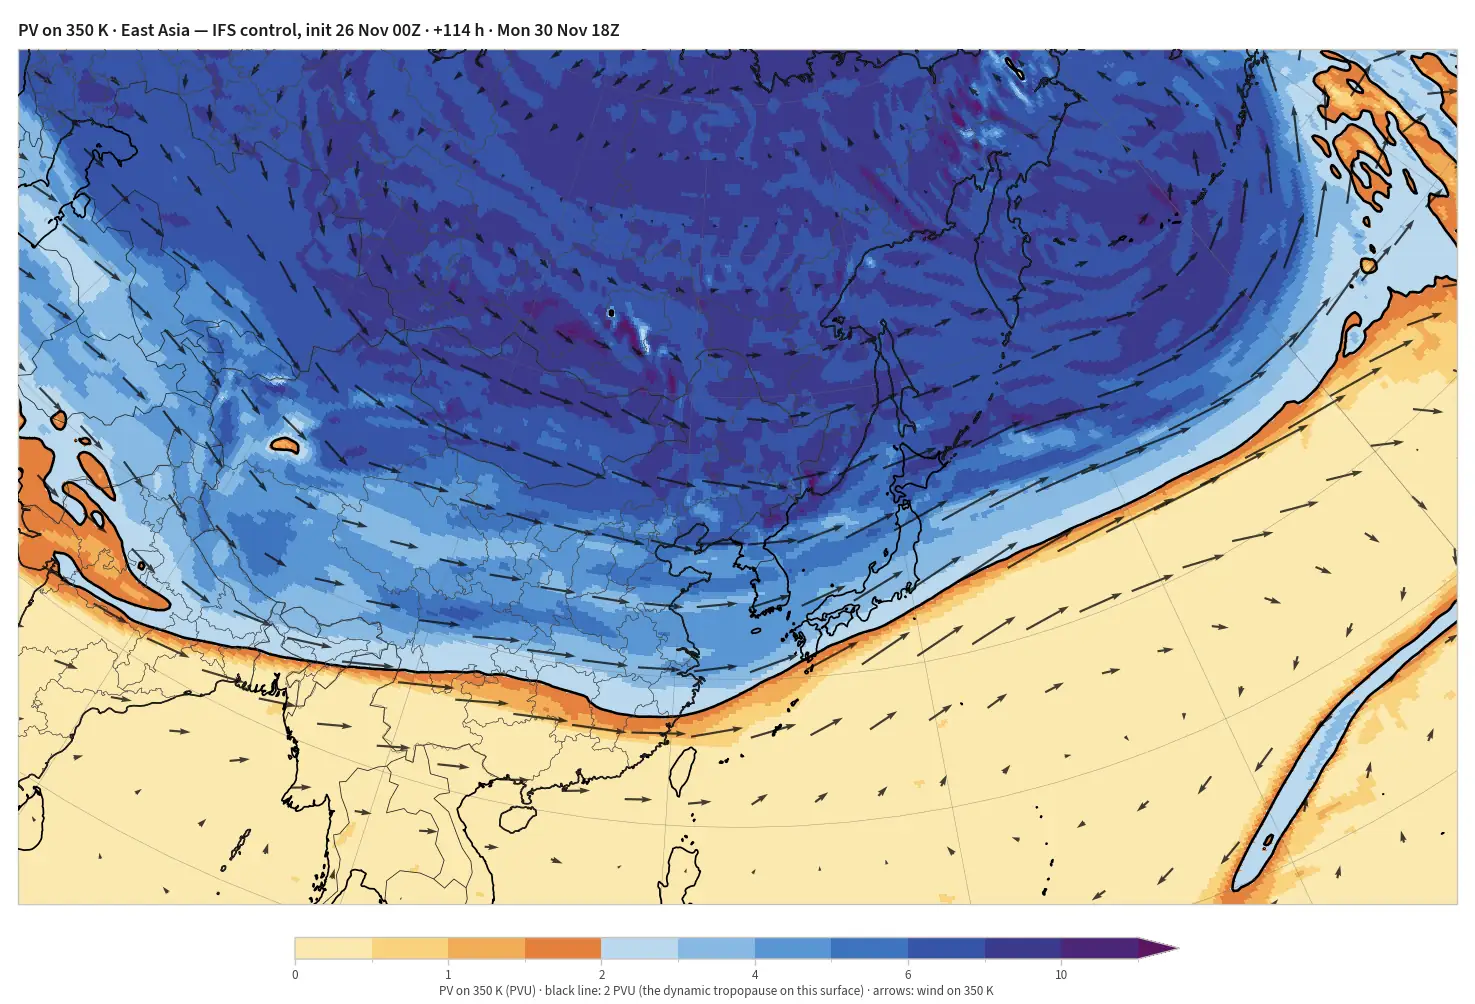 PV on 350 K · East Asia — IFS control, init 26 Nov 00Z · +114 h · Mon 30 Nov 18Z
0 1 2 4 6 10
PV on 350 K (PVU) · black line: 2 PVU (the dynamic tropopause on this surface) · arrows: wind on 350 K